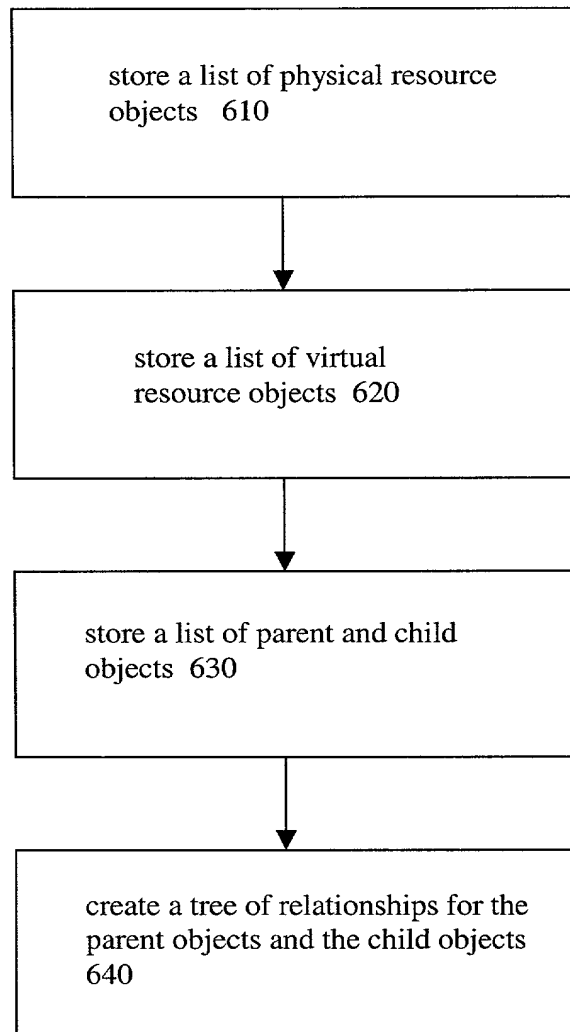 store a list of physical resource
objects 610
store a list of virtual
resource objects 620
store a list of parent and child
objects 630
create a tree of relationships for the
parent objects and the child objects
640